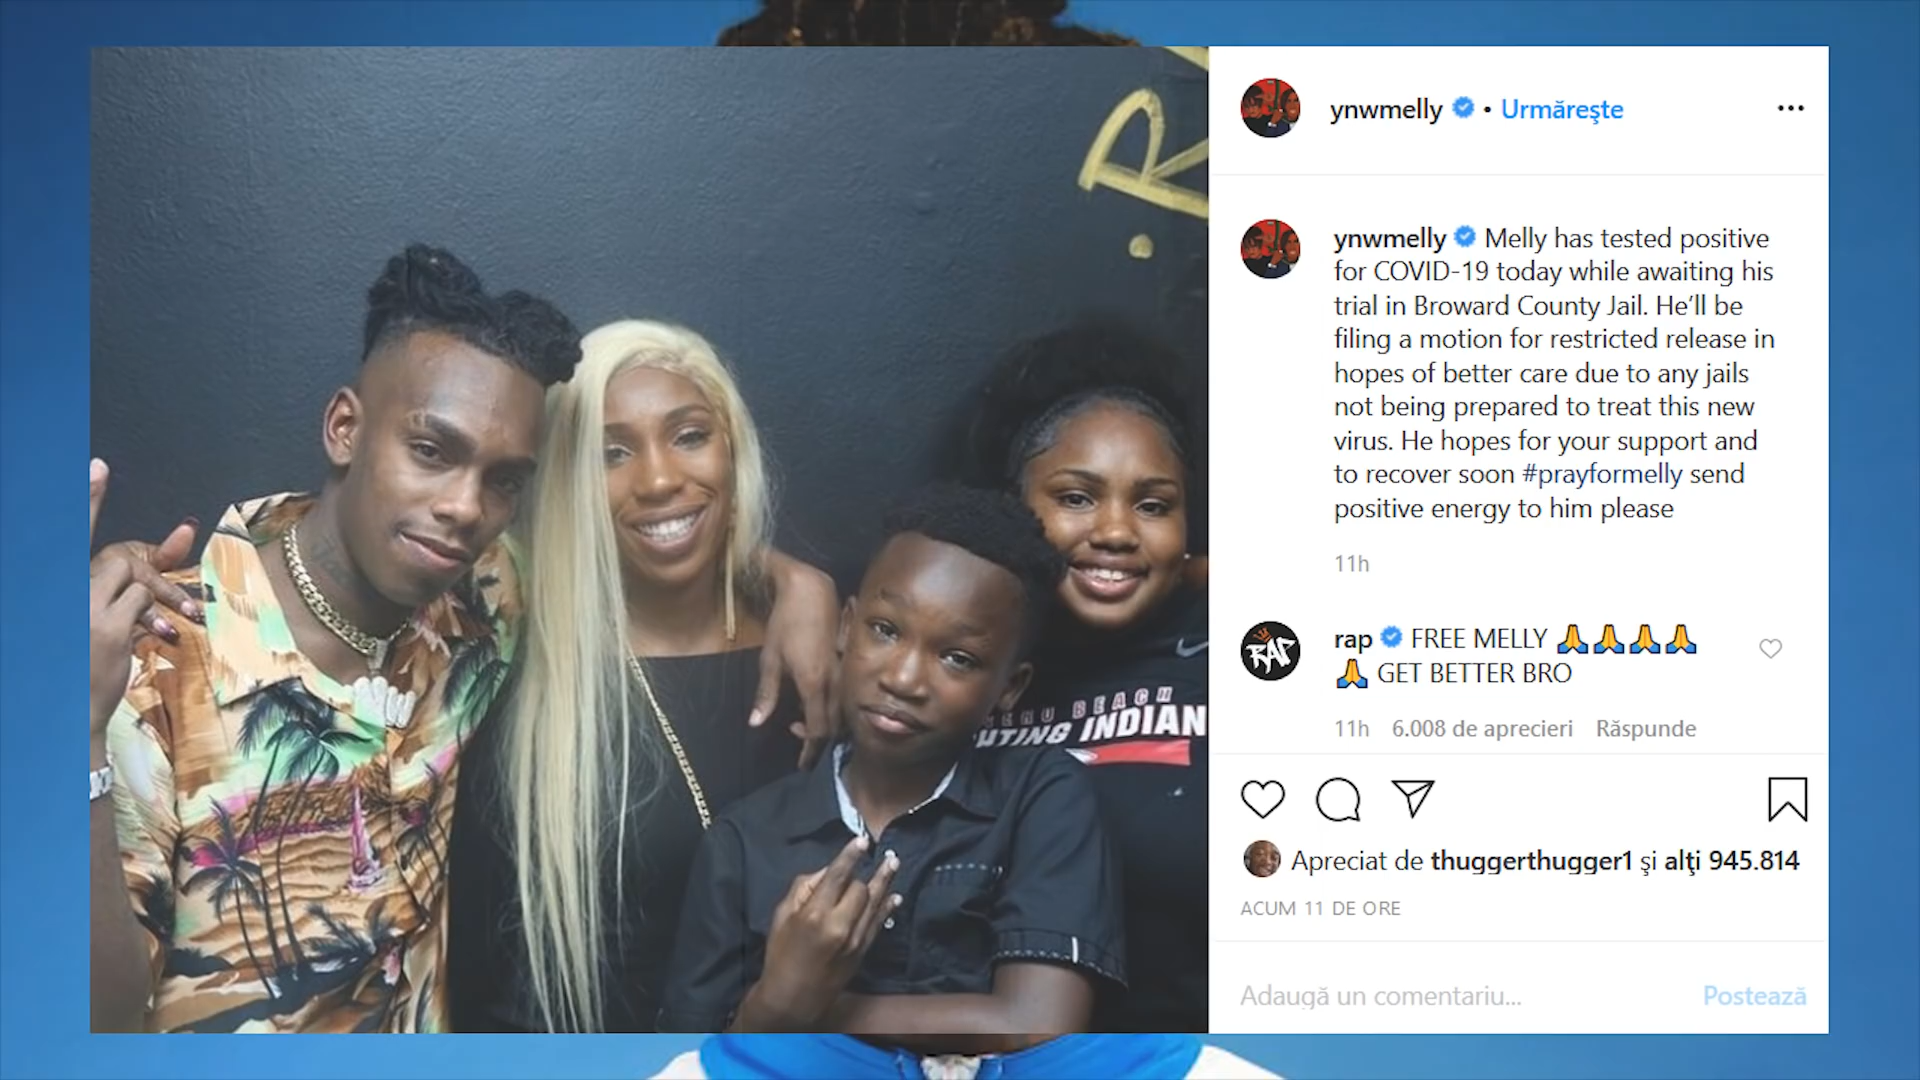 . R
ynwmelly • Urmărește
ynwmelly Melly has tested positive
for COVID-19 today while awaiting his
trial in Broward County Jail. He'll be
filing a motion for restricted release in
hopes of better care due to any jails
not being prepared to treat this new
virus. He hopes for your support and
to recover soon #prayformelly send
positive energy to him please
11h
RAP
rap FREE MELLY 🙏🙏🙏🙏
🙏 GET BETTER BRO
11h 6.008 de aprecieri Răspunde
BEACH
INDIAN
Apreciat de thuggerthugger1 şi alţi 945.814
ACUM 11 DE ORE
Adaugă un comentariu... Postează